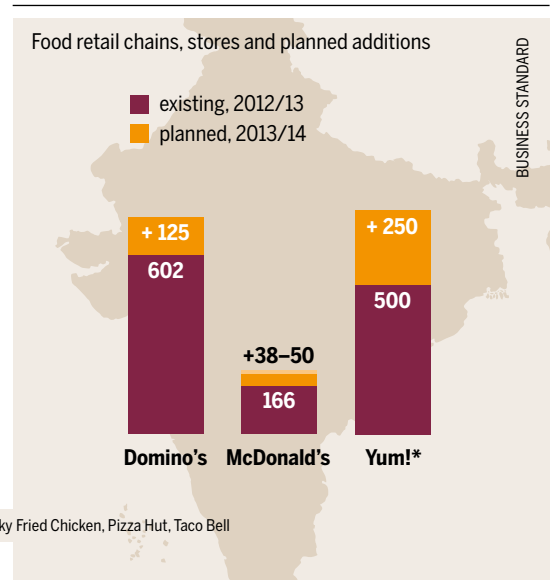 Food retail chains, stores and planned additions
BUSINESS STANDARD
existing, 2012/13
planned, 2013/14
+ 125
602
+38–50
166
+ 250
500
Domino's McDonald's Yum!*
Fried Chicken, Pizza Hut, Taco Bell